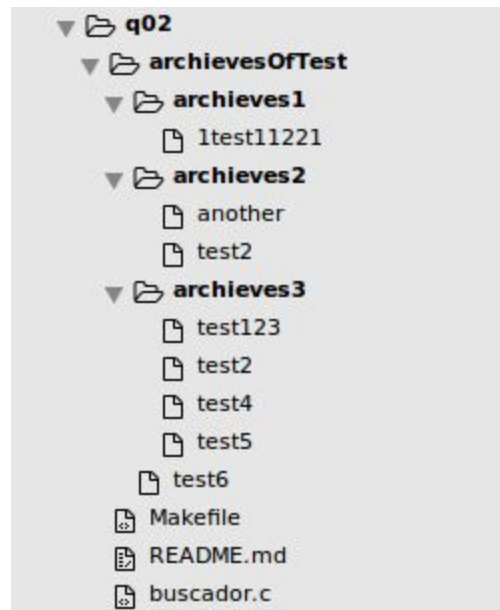 q02
archievesOfTest
archieves1
1test11221
archieves2
another
test2
archieves3
test123
test2
test4
test5
test6
Makefile
README.md
buscador.c